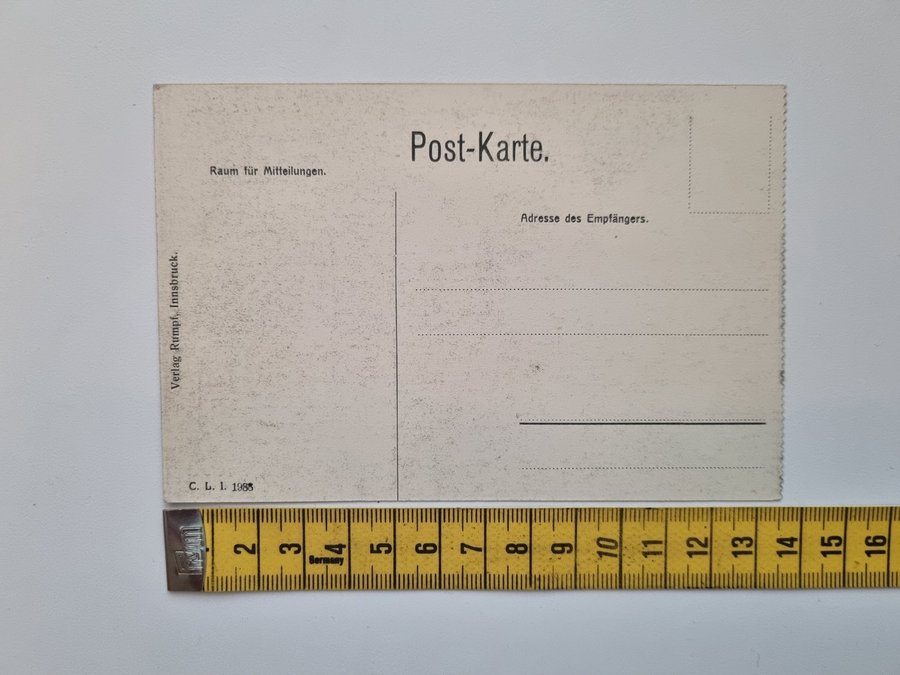 Post-Karte.
Raum für Mitteilungen.
Adresse des Empfängers.
Verlag Rumpf, Innsbruck.
C. L. I.
2 3 4 5 6 7 8 9 10 11 12 13 14 15 16
Germany